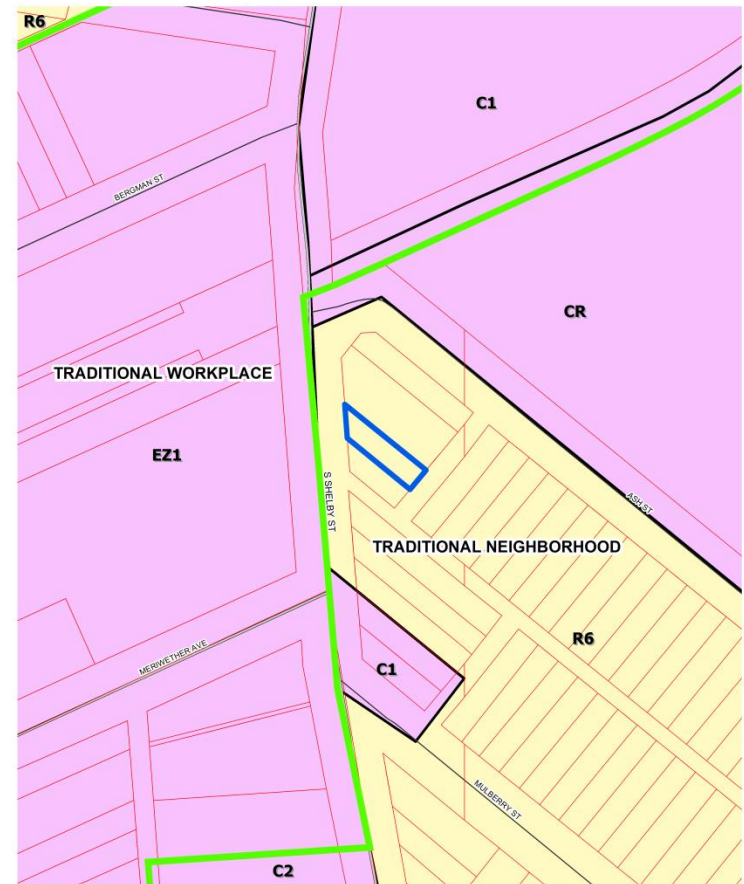 R6
C1
BERGMAN ST
CR
TRADITIONAL WORKPLACE
EZ1
S SHELBY ST
ASH ST
TRADITIONAL NEIGHBORHOOD
R6
MERIWETHER AVE
C1
MULBERRY ST
C2